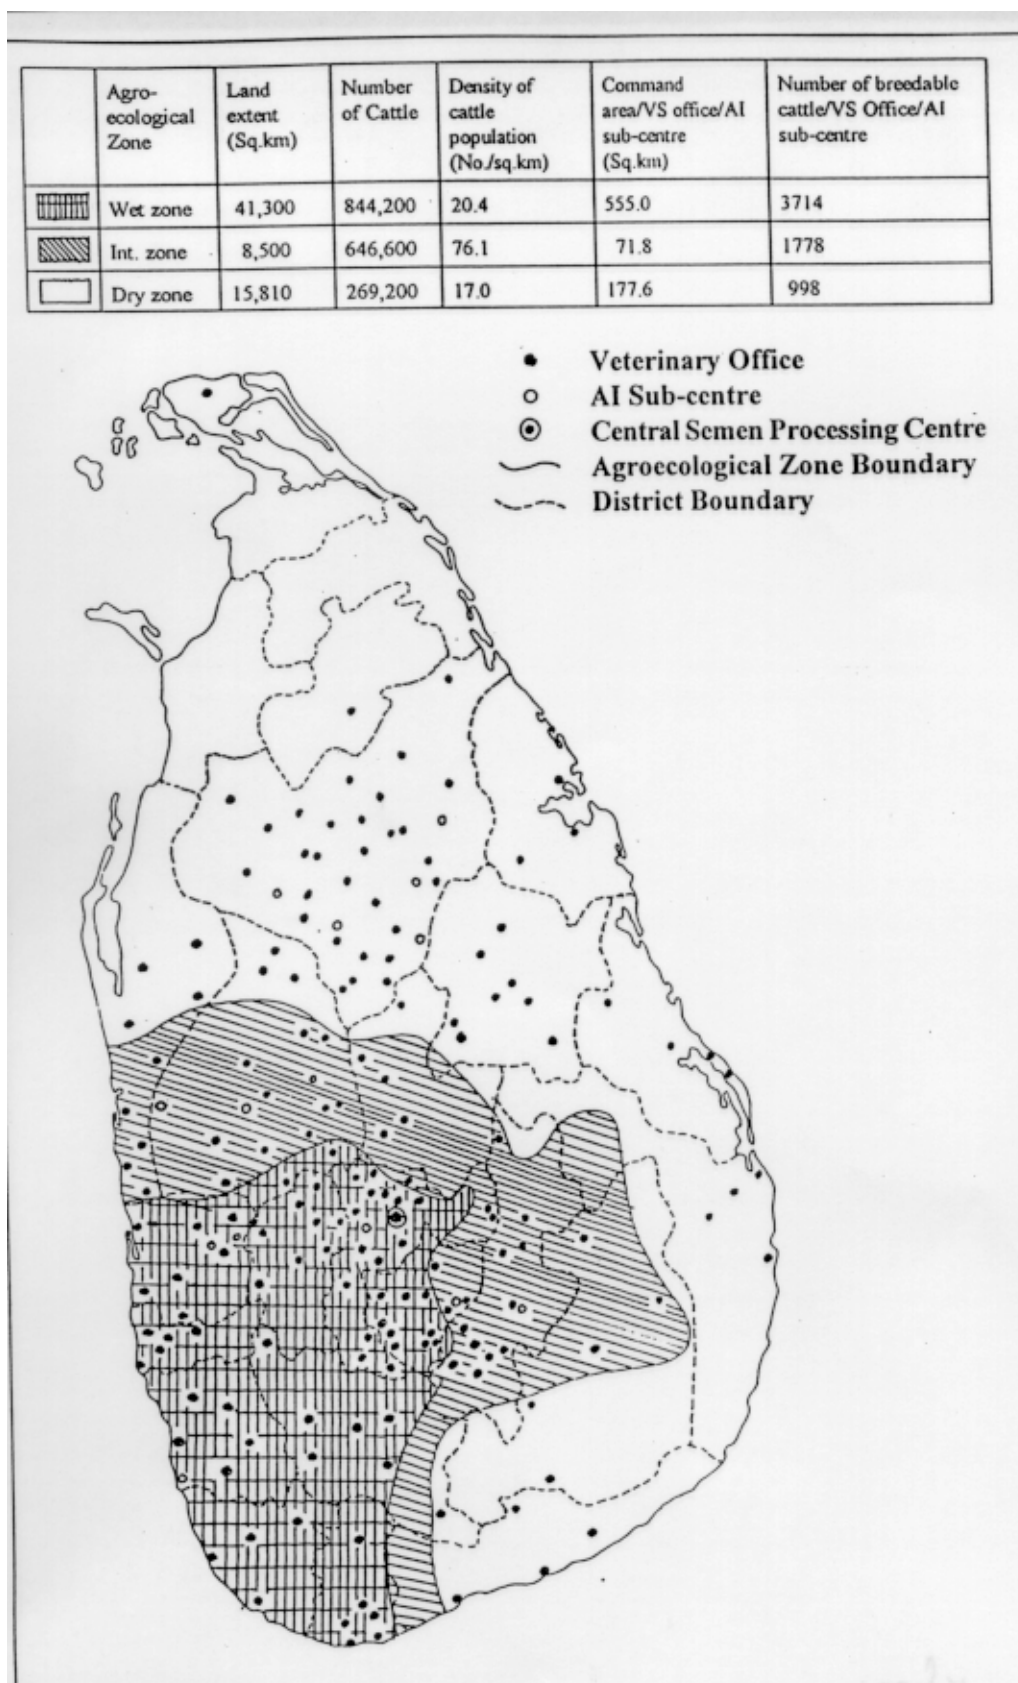 Agro-
ecological
Zone
Land
extent
(Sq.km)
Number
of Cattle
Density of
cattle
population
(No./sq.km)
Command
area/VS office/AI
sub-centre
(Sq.km)
Number of breedable
cattle/VS Office/AI
sub-centre
Wet zone 41,300 844,200 20.4 555.0 3714
Int. zone 8,500 646,600 76.1 71.8 1778
Dry zone 15,810 269,200 17.0 177.6 998
Veterinary Office
AI Sub-centre
Central Semen Processing Centre
Agroecological Zone Boundary
District Boundary